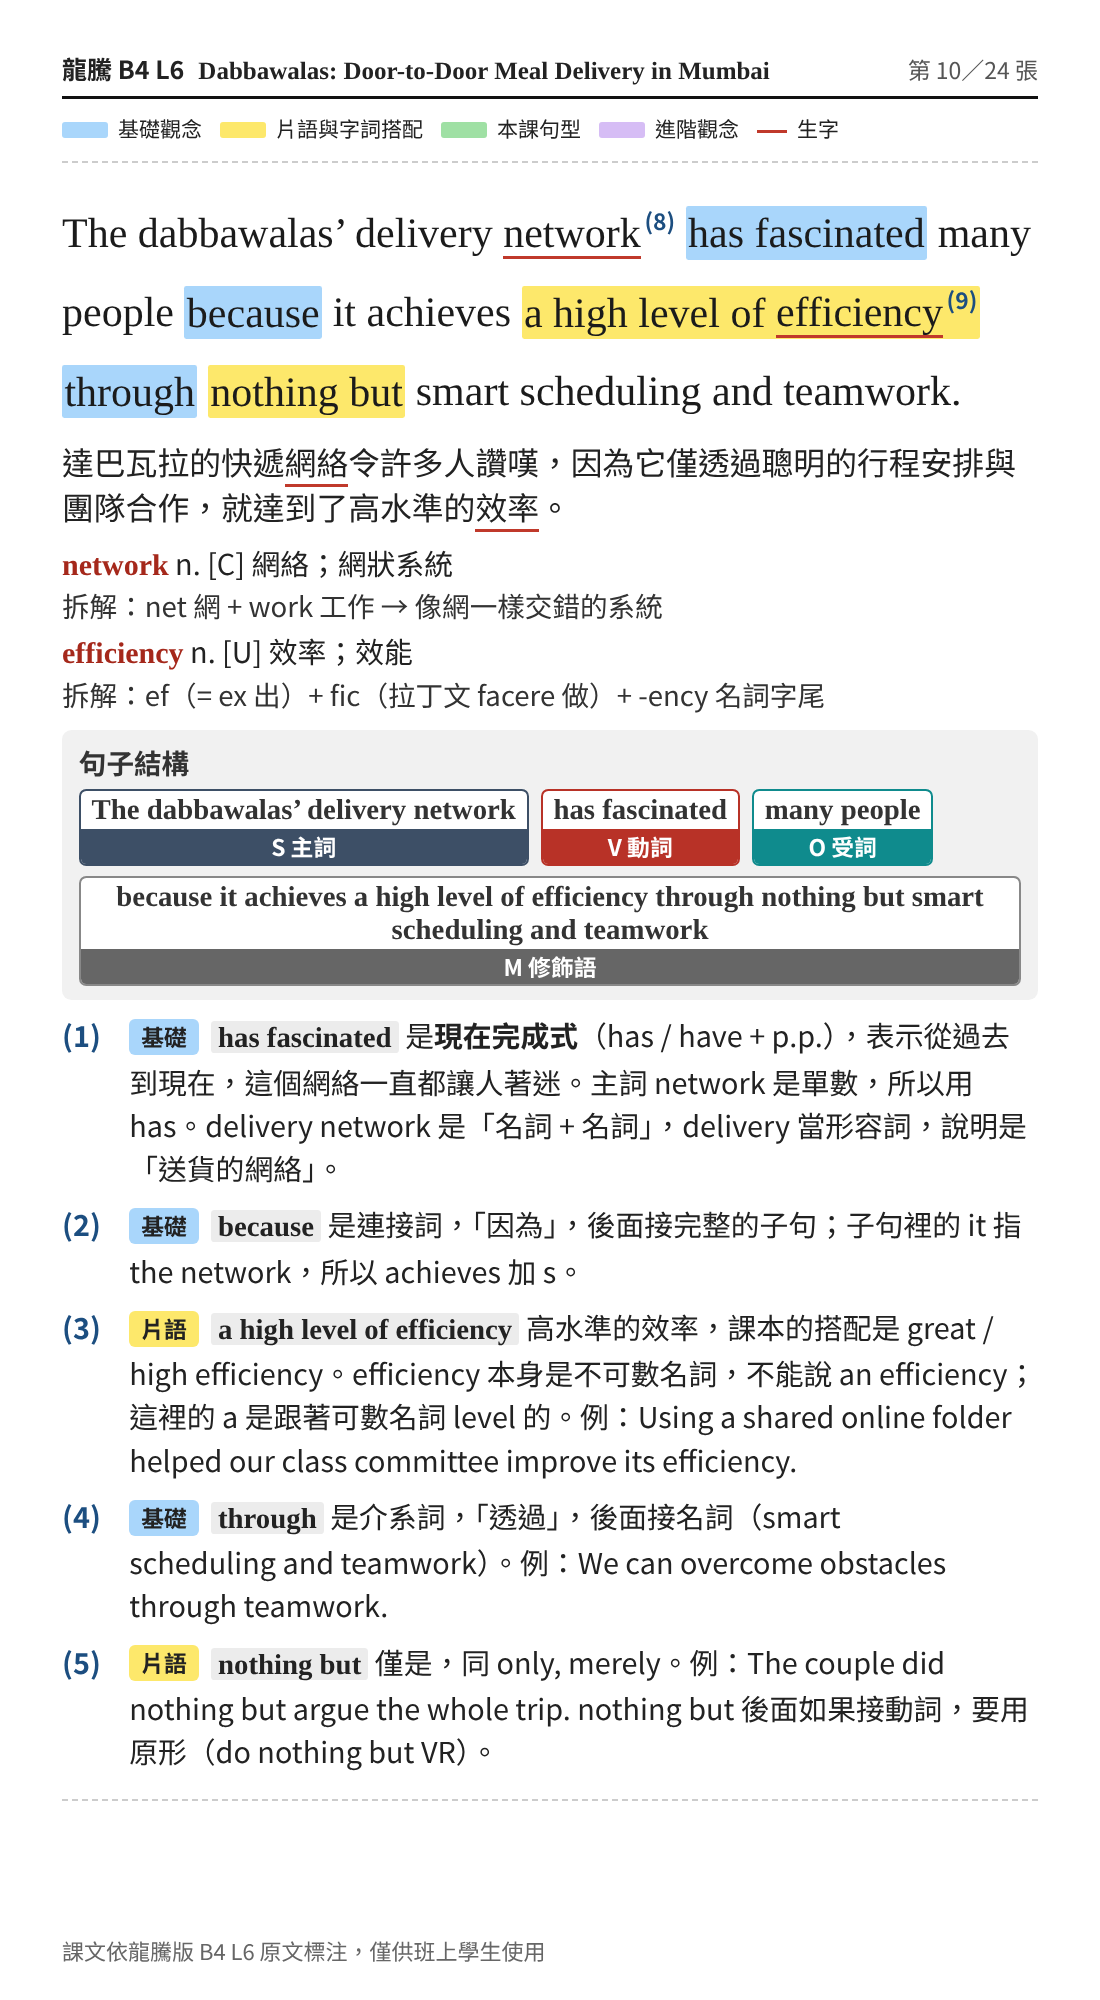 龍騰 B4 L6 Dabbawalas: Door-to-Door Meal Delivery in Mumbai 第 10／24 張
基礎觀念 片語與字詞搭配 本課句型 進階觀念 生字
The dabbawalas’ delivery network(8) has fascinated many
people because it achieves a high level of efficiency(9)
through nothing but smart scheduling and teamwork.
達巴瓦拉的快遞網絡令許多人讚嘆，因為它僅透過聰明的行程安排與
團隊合作，就達到了高水準的效率。
network n. [C] 網絡；網狀系統
拆解：net 網 + work 工作 → 像網一樣交錯的系統
efficiency n. [U] 效率；效能
拆解：ef（= ex 出）+ fic（拉丁文 facere 做）+ -ency 名詞字尾
句子結構
The dabbawalas’ delivery network has fascinated many people
S 主詞 V 動詞 O 受詞
because it achieves a high level of efficiency through nothing but smart
scheduling and teamwork
M 修飾語
(1) 基礎 has fascinated 是現在完成式（has / have + p.p.），表示從過去
到現在，這個網絡一直都讓人著迷。主詞 network 是單數，所以用
has。delivery network 是「名詞 + 名詞」，delivery 當形容詞，說明是
「送貨的網絡」。
(2) 基礎 because 是連接詞，「因為」，後面接完整的子句；子句裡的 it 指
the network，所以 achieves 加 s。
(3) 片語 a high level of efficiency 高水準的效率，課本的搭配是 great /
high efficiency。efficiency 本身是不可數名詞，不能說 an efficiency；
這裡的 a 是跟著可數名詞 level 的。例：Using a shared online folder
helped our class committee improve its efficiency.
(4) 基礎 through 是介系詞，「透過」，後面接名詞（smart
scheduling and teamwork）。例：We can overcome obstacles
through teamwork.
(5) 片語 nothing but 僅是，同 only, merely。例：The couple did
nothing but argue the whole trip. nothing but 後面如果接動詞，要用
原形（do nothing but VR）。
課文依龍騰版 B4 L6 原文標注，僅供班上學生使用